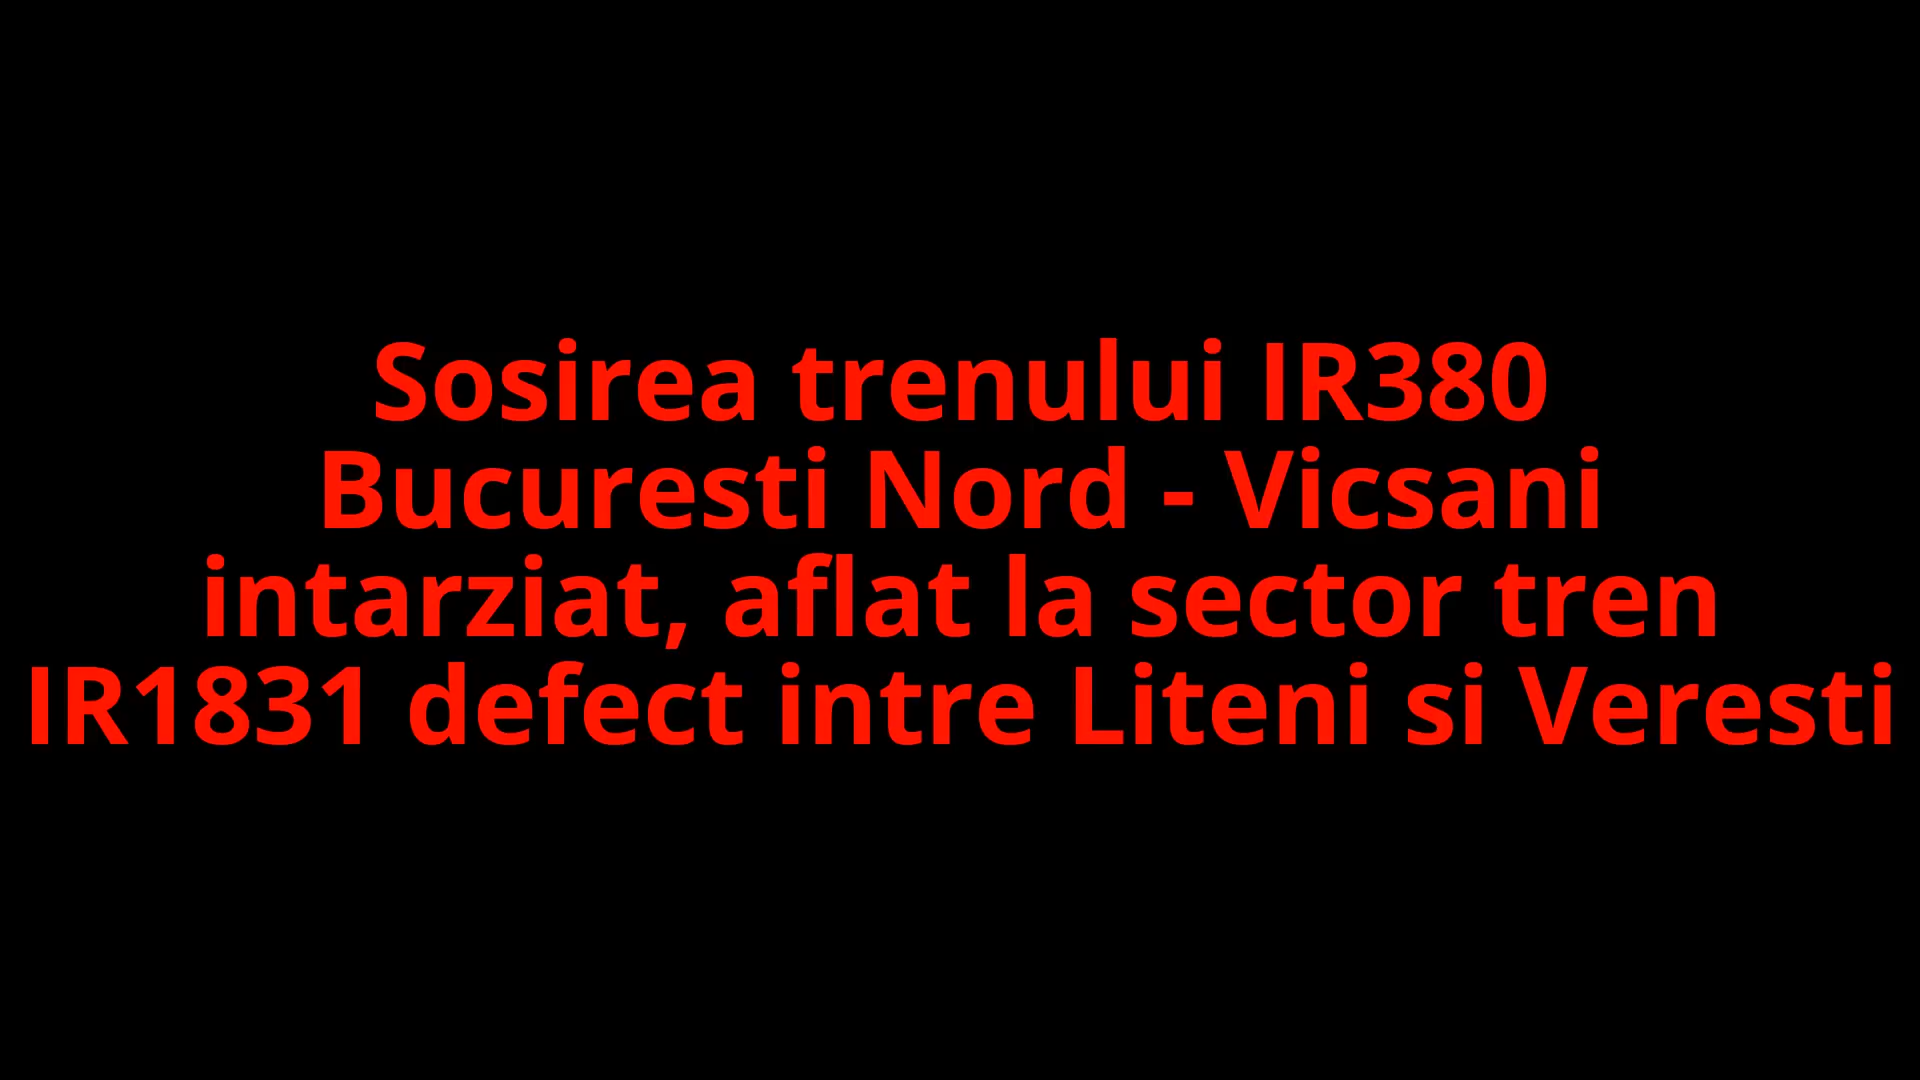 Sosirea trenului IR380
Bucuresti Nord - Vicsani
intarziat, aflat la sector tren
IR1831 defect intre Liteni si Veresti